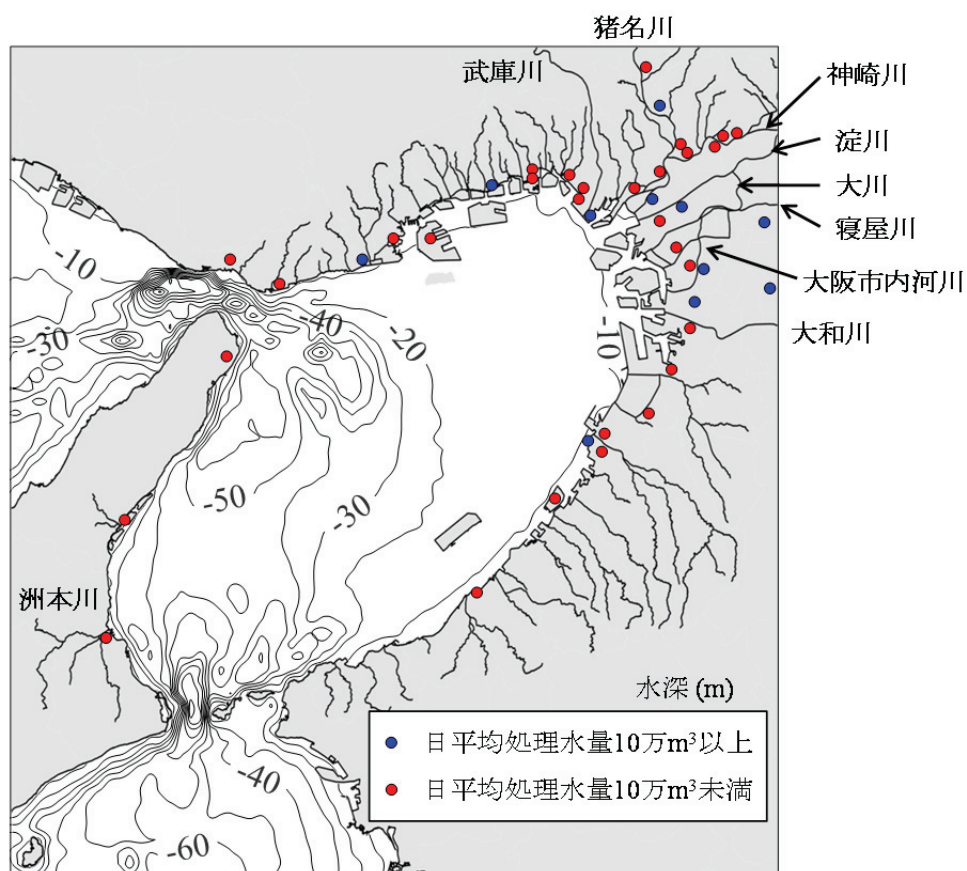 猪名川
武庫川
神崎川
淀川
大川
寝屋川
大阪市内河川
大和川
-10
-30
-40
-20
-10
-50
-30
洲本川
水深 (m)
-40
-60
日平均処理水量10万m³以上
日平均処理水量10万m³未満